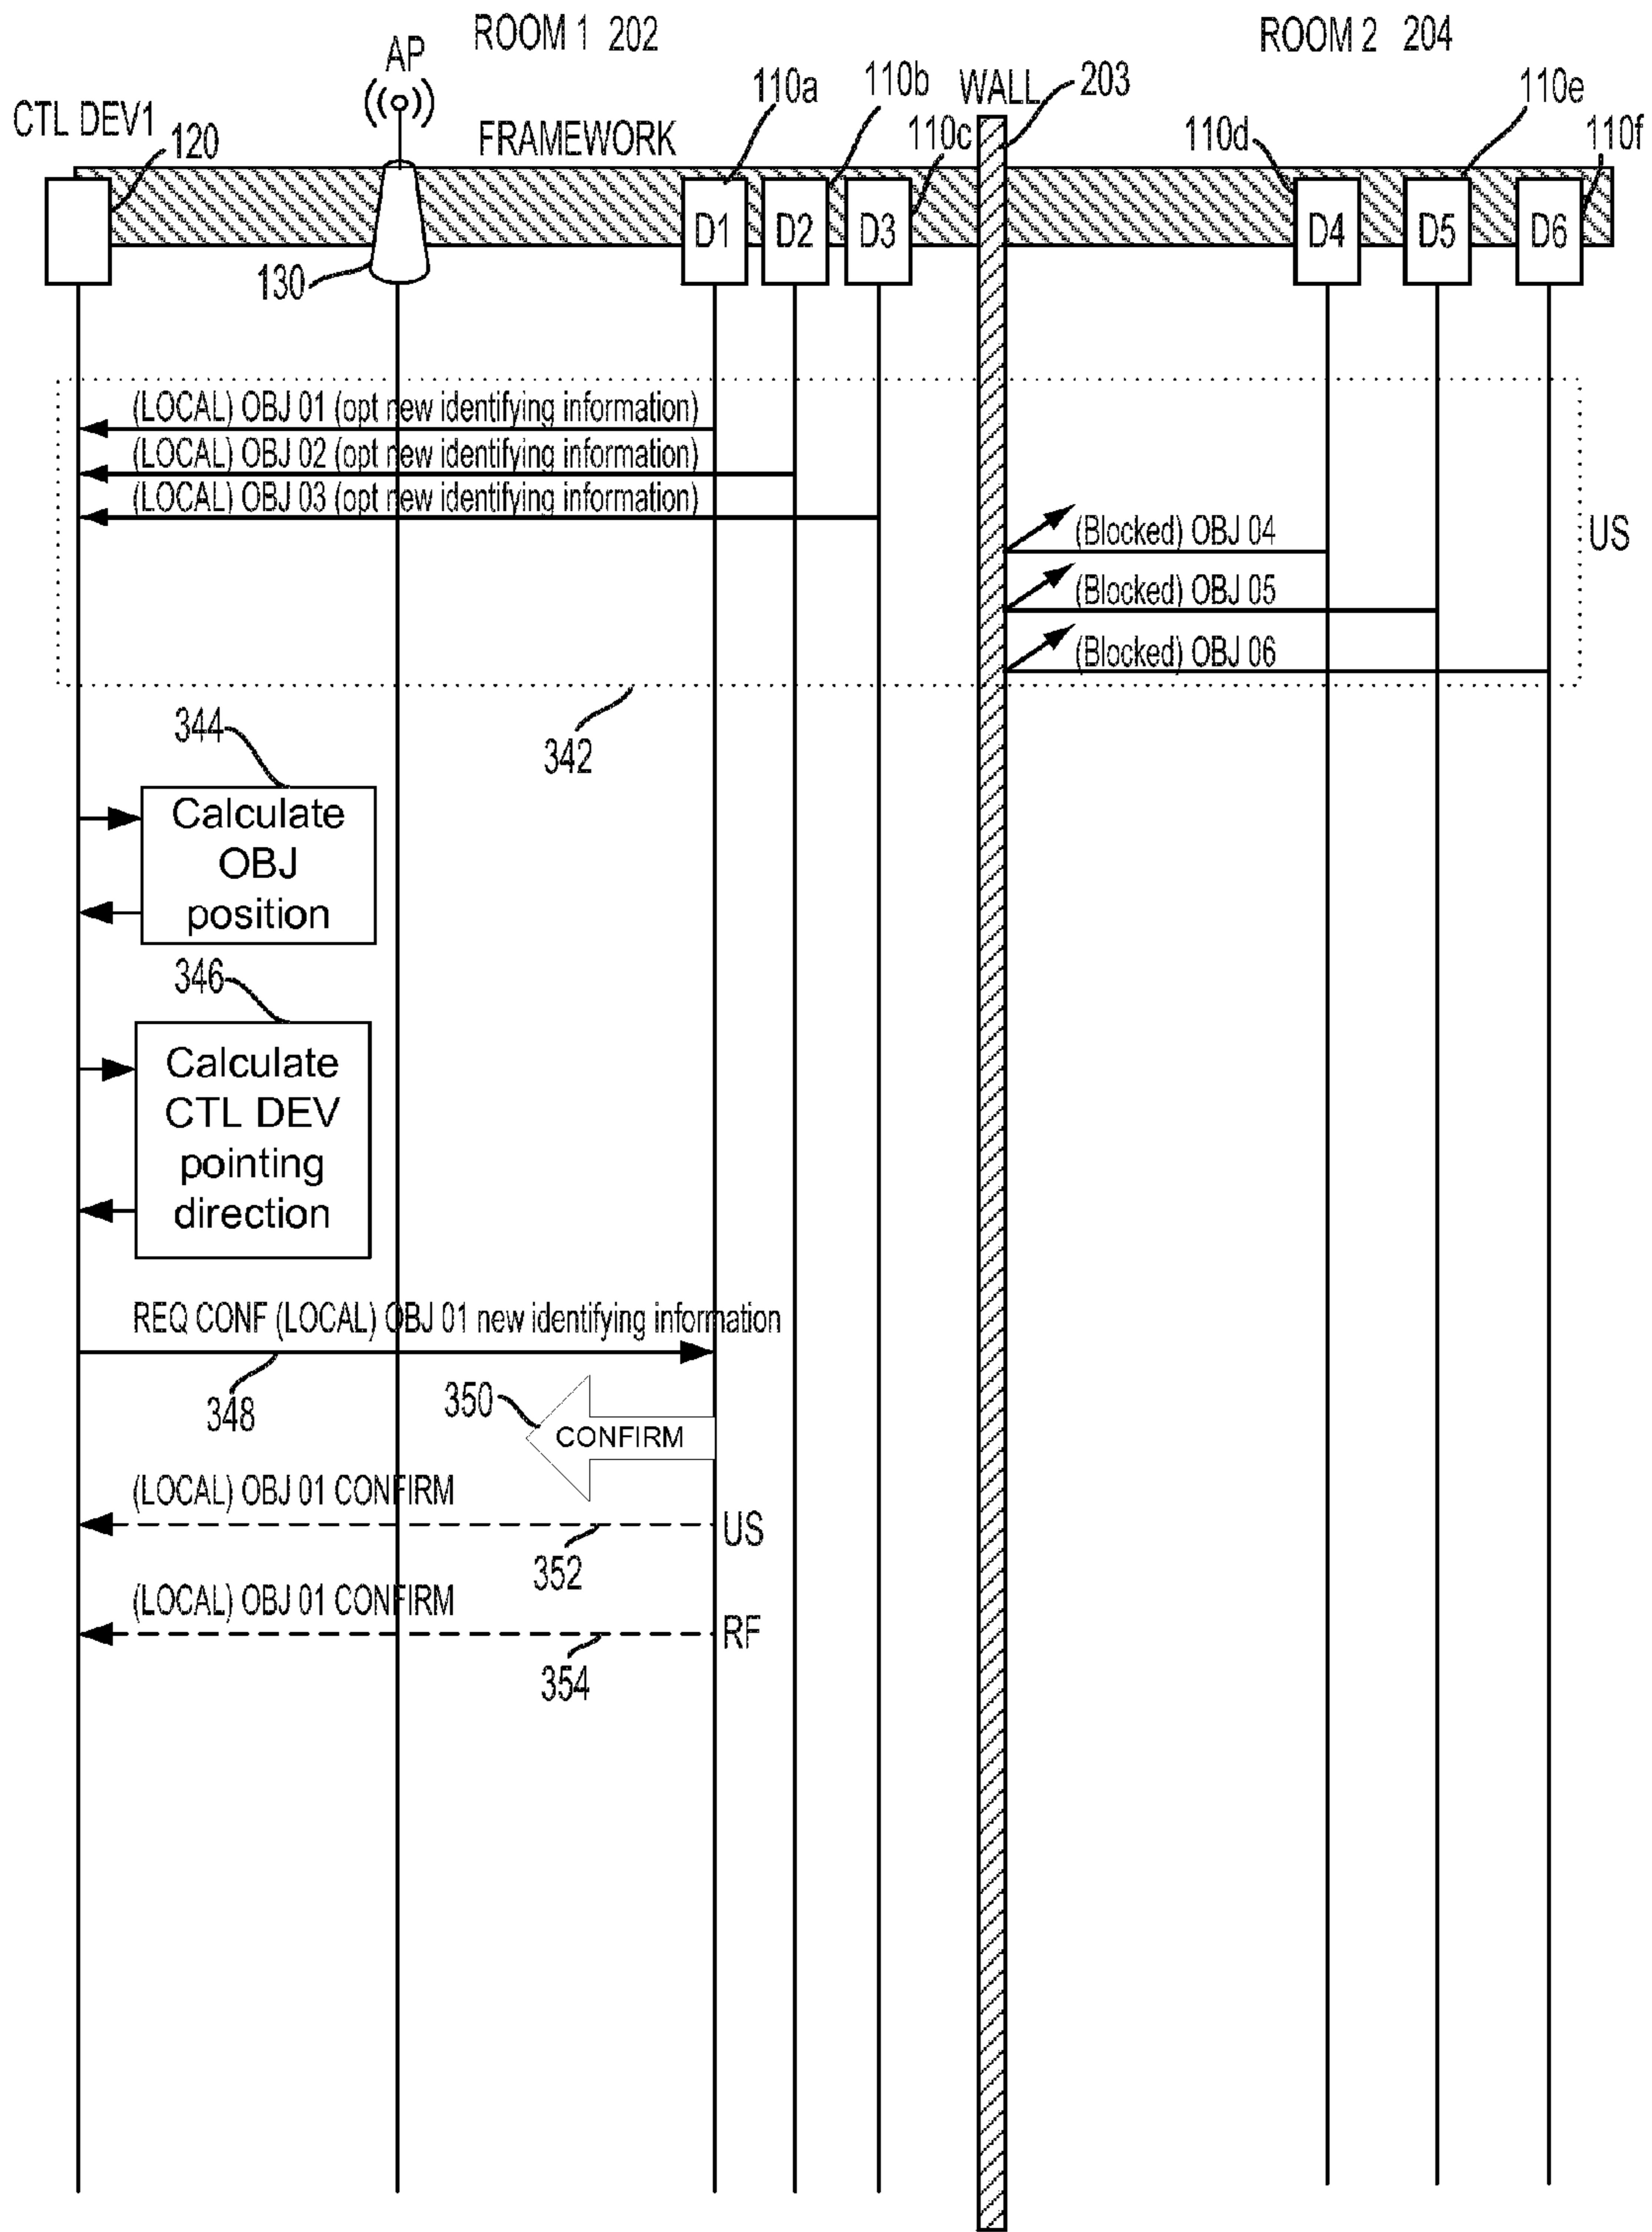 ROOM 1 202
ROOM 2 204
AP
110a
110b
WALL
203
110e
CTL DEV1
120
FRAMEWORK
110c
110d
110f
D1
D2
D3
D4
D5
D6
130
(LOCAL) OBJ 01 (opt new identifying information)
(LOCAL) OBJ 02 (opt new identifying information)
(LOCAL) OBJ 03 (opt new identifying information)
(Blocked) OBJ 04
US
(Blocked) OBJ 05
(Blocked) OBJ 06
344
342
Calculate
OBJ
position
346
Calculate
CTL DEV
pointing
direction
REQ CONF (LOCAL) OBJ 01 new identifying information
348
350
CONFIRM
(LOCAL) OBJ 01 CONFIRM
US
352
(LOCAL) OBJ 01 CONFIRM
RF
354